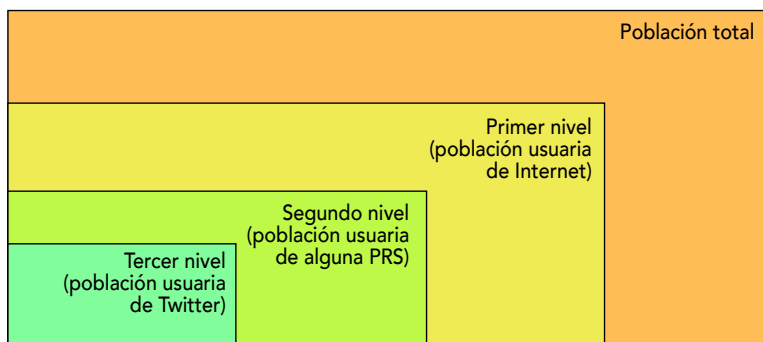 Población total
Primer nivel
(población usuaria
de Internet)
Segundo nivel
(población usuaria
de alguna PRS)
Tercer nivel
(población usuaria
de Twitter)